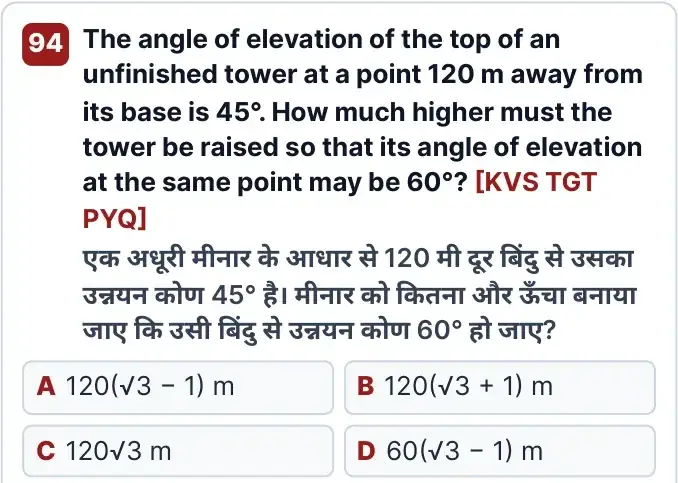 94 The angle of elevation of the top of an
unfinished tower at a point 120 m away from
its base is 45°. How much higher must the
tower be raised so that its angle of elevation
at the same point may be 60°? [KVS TGT
PYQ]
एक अधूरी मीनार के आधार से 120 मी दूर बिंदु से उसका
उन्नयन कोण 45° है। मीनार को कितना और ऊँचा बनाया
जाए कि उसी बिंदु से उन्नयन कोण 60° हो जाए?
A 120(√3 − 1) m
B 120(√3 + 1) m
C 120√3 m
D 60(√3 − 1) m